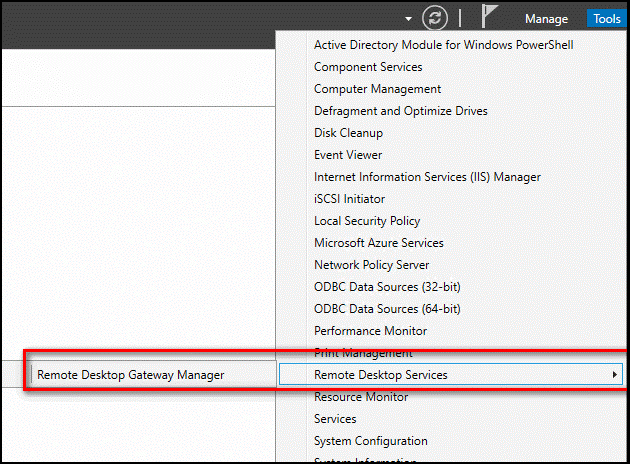 Manage Tools
Active Directory Module for Windows PowerShell
Component Services
Computer Management
Defragment and Optimize Drives
Disk Cleanup
Event Viewer
Internet Information Services (IIS) Manager
iSCSI Initiator
Local Security Policy
Microsoft Azure Services
Network Policy Server
ODBC Data Sources (32-bit)
ODBC Data Sources (64-bit)
Performance Monitor
Print Management
Remote Desktop Gateway Manager
Remote Desktop Services
Resource Monitor
Services
System Configuration
System Information